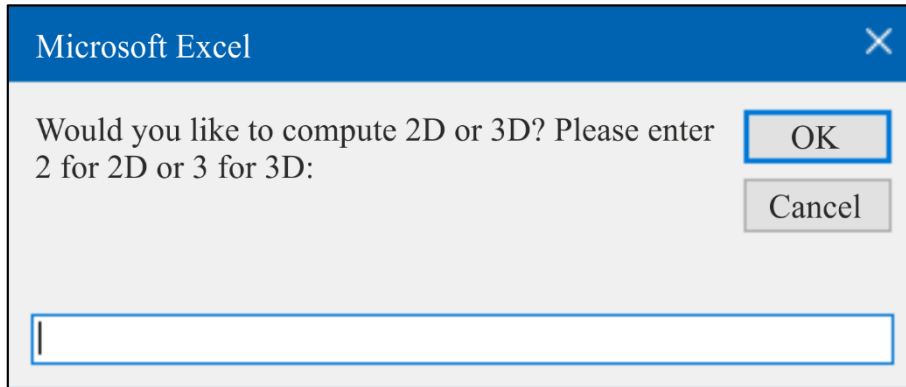 Microsoft Excel
Would you like to compute 2D or 3D? Please enter
2 for 2D or 3 for 3D:
OK
Cancel